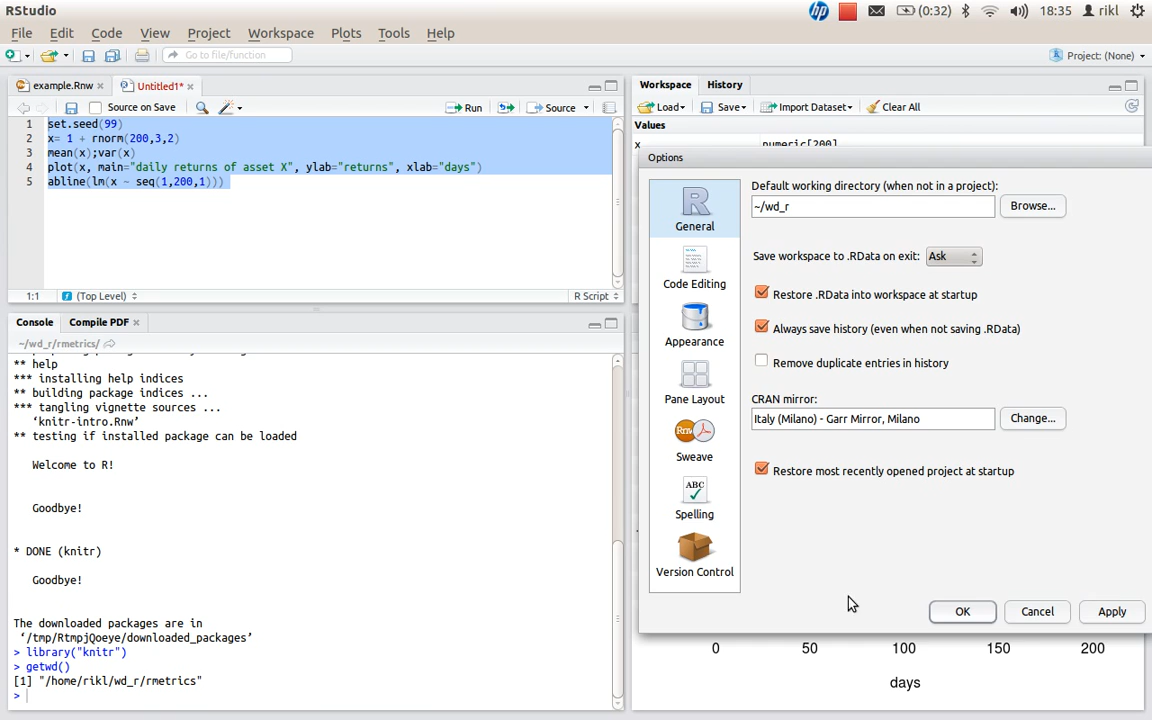 RStudio
(0:32) 18:35 rikl
File Edit Code View Project Workspace Plots Tools Help
Go to file/function Project: (None)
example.Rnw Untitled1*
Source on Save Run Source
1 set.seed(99)
2 x= 1 + rnorm(200,3,2)
3 mean(x);var(x)
4 plot(x, main="daily returns of asset X", ylab="returns", xlab="days")
5 abline(lm(x ~ seq(1,200,1)))
1:1 (Top Level) R Script
Console Compile PDF
~/wd_r/rmetrics/
** help
*** installing help indices
** building package indices ...
*** tangling vignette sources ...
‘knitr-intro.Rnw’
** testing if installed package can be loaded
Welcome to R!
Goodbye!
* DONE (knitr)
Goodbye!
The downloaded packages are in
‘/tmp/RtmpjQoeye/downloaded_packages’
> library("knitr")
> getwd()
[1] "/home/rikl/wd_r/rmetrics"
>
Workspace History
Load Save Import Dataset Clear All
Values
x numeric[200]
Options
General
Code Editing
Appearance
Pane Layout
Sweave
ABC
Spelling
Version Control
Default working directory (when not in a project):
~/wd_r Browse...
Save workspace to .RData on exit: Ask
Restore .RData into workspace at startup
Always save history (even when not saving .RData)
Remove duplicate entries in history
CRAN mirror:
Italy (Milano) - Garr Mirror, Milano Change...
Restore most recently opened project at startup
OK Cancel Apply
0 50 100 150 200
days